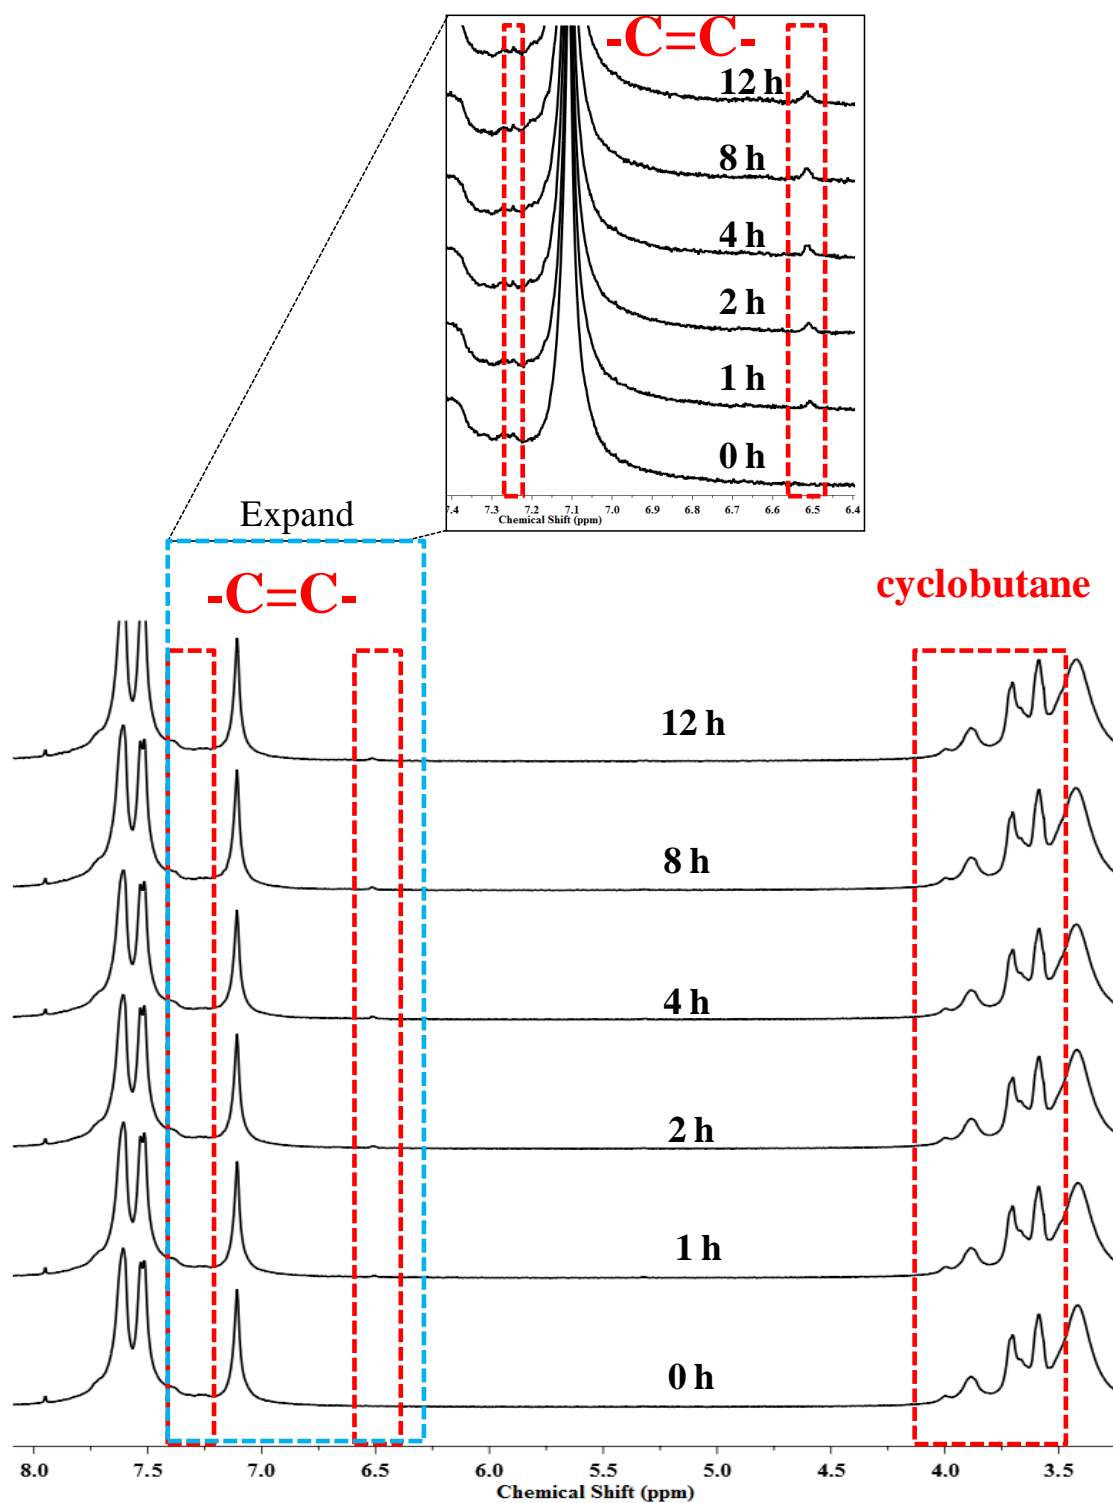 -C=C-
12 h
8 h
4 h
2 h
1 h
0 h
7.4 7.3 7.2 7.1 7.0 6.9 6.8 6.7 6.6 6.5 6.4
Chemical Shift (ppm)
Expand
-C=C-
cyclobutane
12 h
8 h
4 h
2 h
1 h
0 h
8.0 7.5 7.0 6.5 6.0 5.5 5.0 4.5 4.0 3.5
Chemical Shift (ppm)